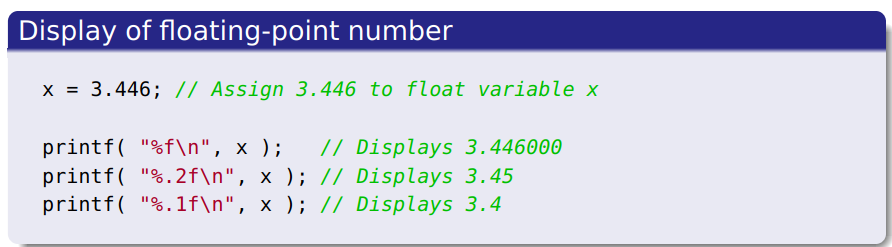 Display of floating-point number
x = 3.446; // Assign 3.446 to float variable x
printf( "%f\n", x );   // Displays 3.446000
printf( "%.2f\n", x ); // Displays 3.45
printf( "%.1f\n", x ); // Displays 3.4